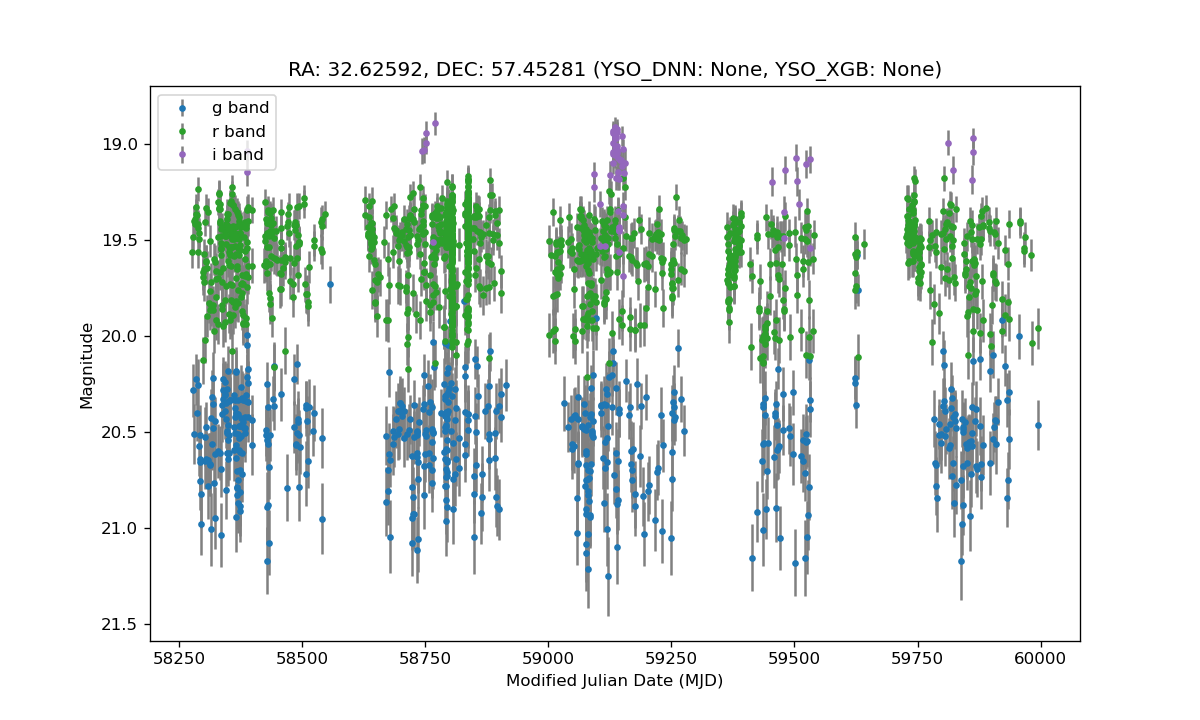 RA: 32.62592, DEC: 57.45281 (YSO_DNN: None, YSO_XGB: None)
g band
r band
i band
19.0
19.5
20.0
20.5
21.0
21.5
Magnitude
58250 58500 58750 59000 59250 59500 59750 60000
Modified Julian Date (MJD)